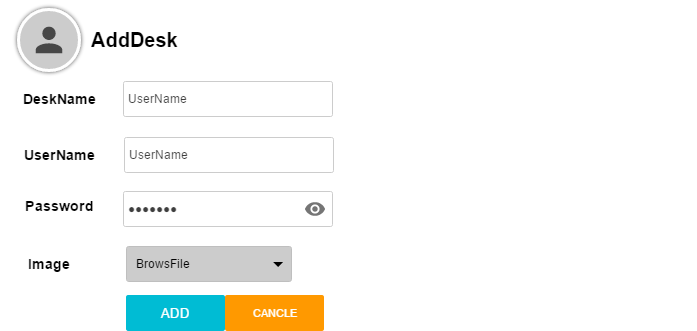 AddDesk
DeskName UserName
UserName UserName
Password •••••••
Image BrowsFile
ADD CANCLE